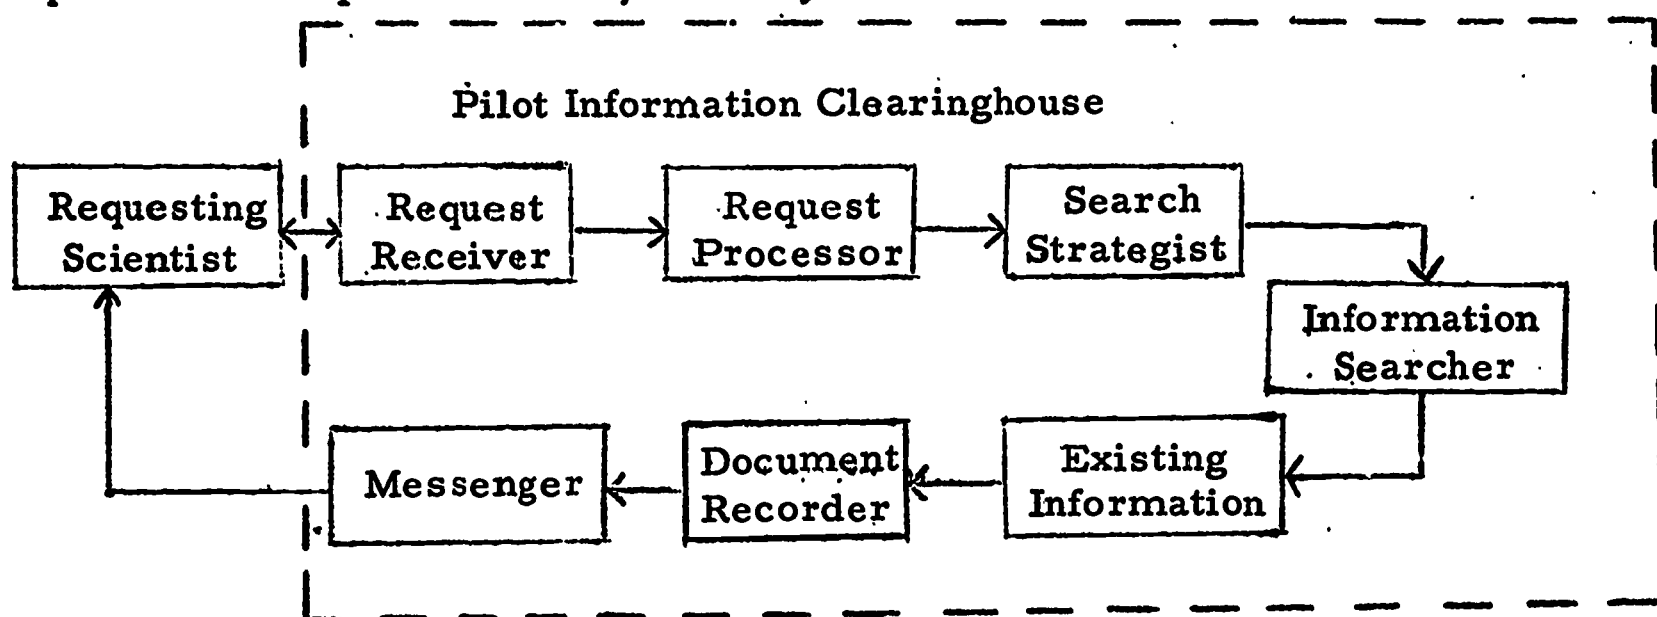 Pilot Information Clearinghouse
Requesting
Scientist
Request
Receiver
Request
Processor
Search
Strategist
Information
Searcher
Messenger
Document
Recorder
Existing
Information